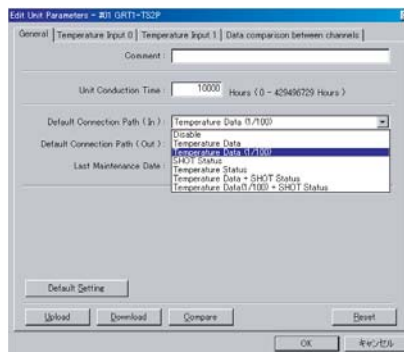 Edit Unit Parameters - #01 GRT1-TS2P
General | Temperature Input 0 | Temperature Input 1 | Data comparison between channels
Comment :
Unit Conduction Time : 10000 Hours ( 0 - 429496729 Hours )
Default Connection Path ( In ) : Temperature Data (1/100)
Disable
Default Connection Path ( Out ) : Temperature Data
Temperature Data (1/100)
Last Maintenance Date : SHOT Status
Temperature Status
Temperature Data + SHOT Status
Temperature Data(1/100) + SHOT Status
Default Setting
Upload Download Compare Reset
OK キャンセル